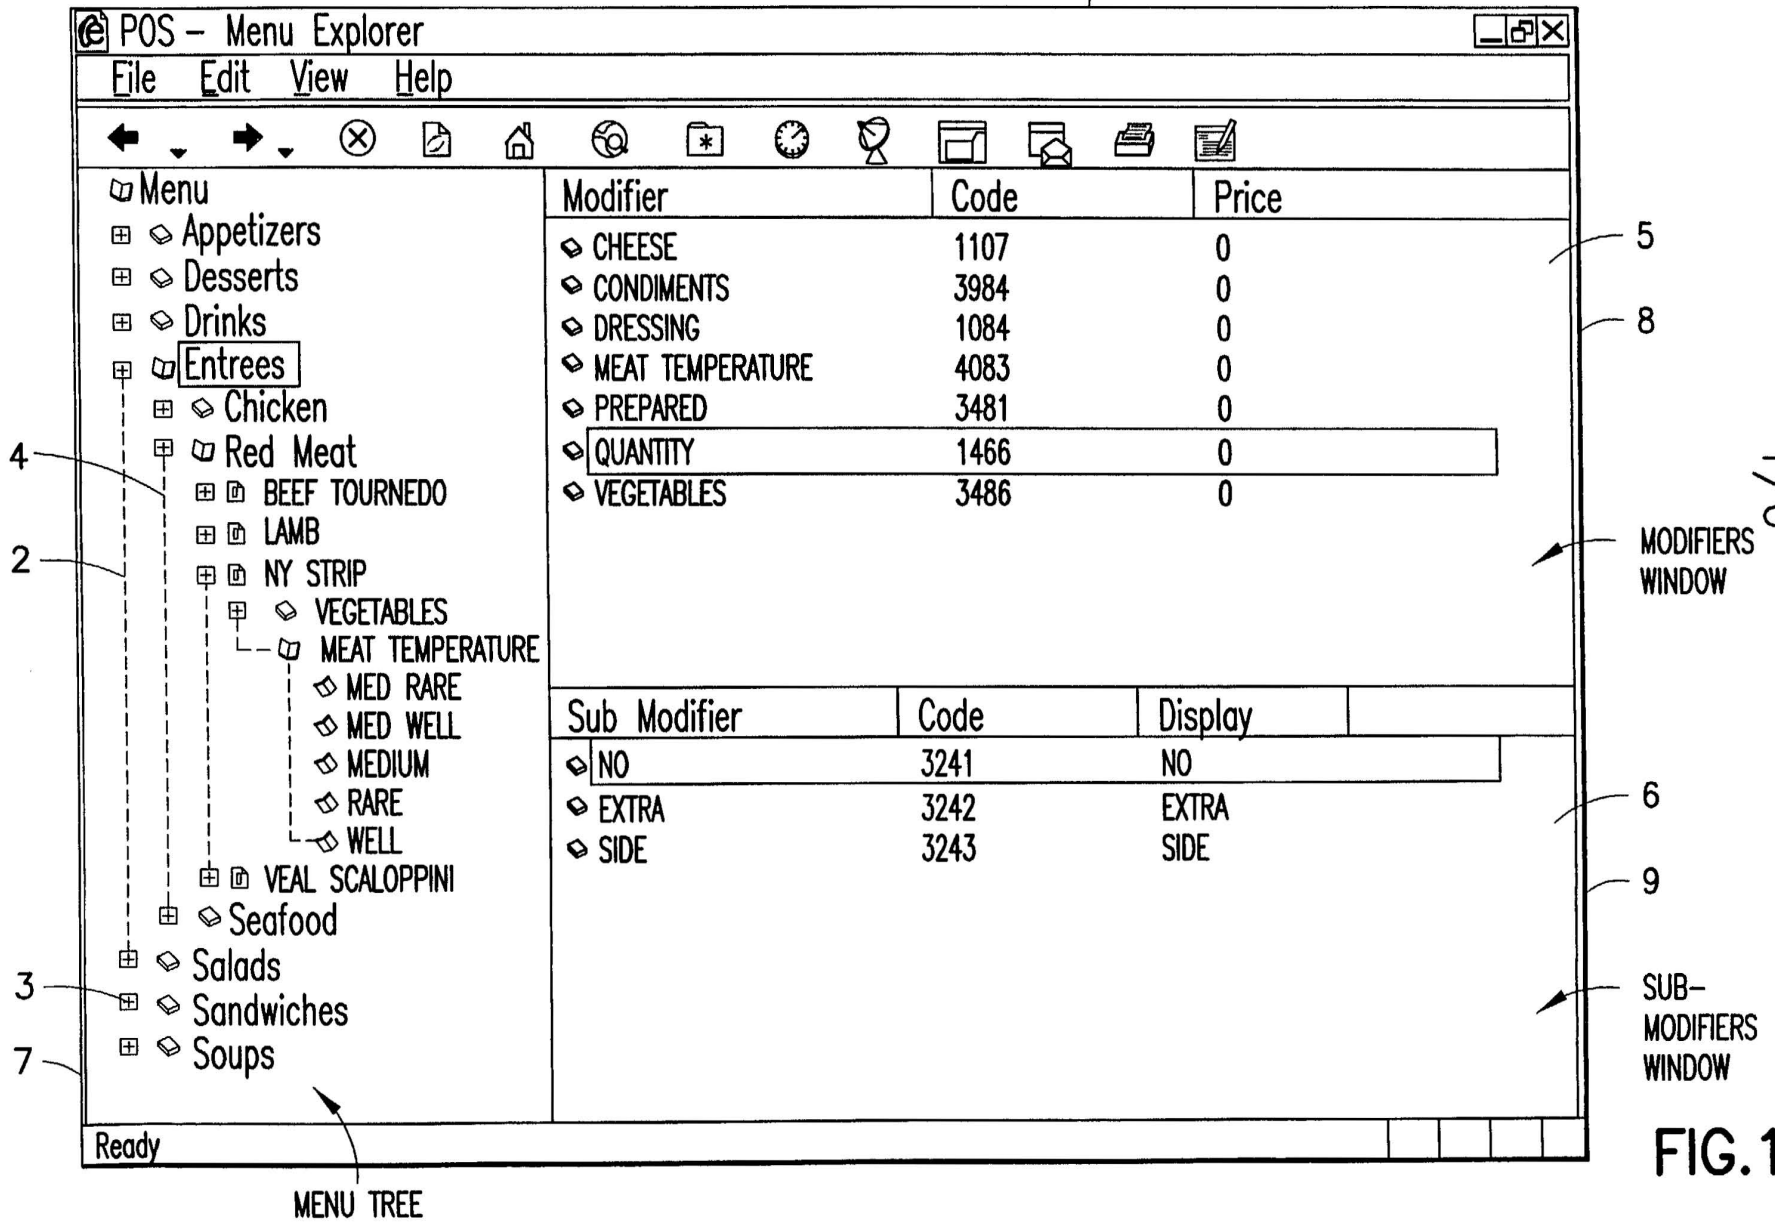 POS – Menu Explorer
File Edit View Help
Menu
Appetizers
Desserts
Drinks
Entrees
Chicken
Red Meat
BEEF TOURNEDO
LAMB
NY STRIP
VEGETABLES
MEAT TEMPERATURE
MED RARE
MED WELL
MEDIUM
RARE
WELL
VEAL SCALOPPINI
Seafood
Salads
Sandwiches
Soups
Modifier Code Price
CHEESE 1107 0
CONDIMENTS 3984 0
DRESSING 1084 0
MEAT TEMPERATURE 4083 0
PREPARED 3481 0
QUANTITY 1466 0
VEGETABLES 3486 0
Sub Modifier Code Display
NO 3241 NO
EXTRA 3242 EXTRA
SIDE 3243 SIDE
Ready
4
2
3
7
5
8
MODIFIERS
WINDOW
6
9
SUB-
MODIFIERS
WINDOW
MENU TREE
FIG.1